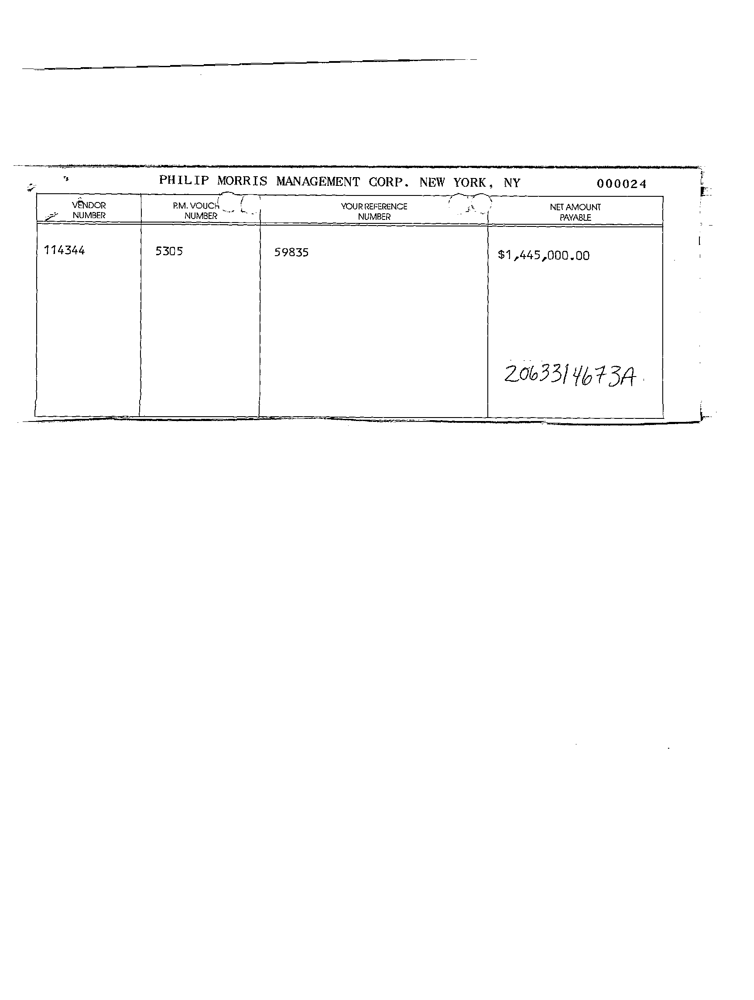 PHILIP MORRIS MANAGEMENT CORP. NEW YORK, NY 000024
VENDOR NUMBER P.M. VOUCH NUMBER YOUR REFERENCE NUMBER NET AMOUNT PAYABLE
114344 5305 59835 $1,445,000.00
2063314673A